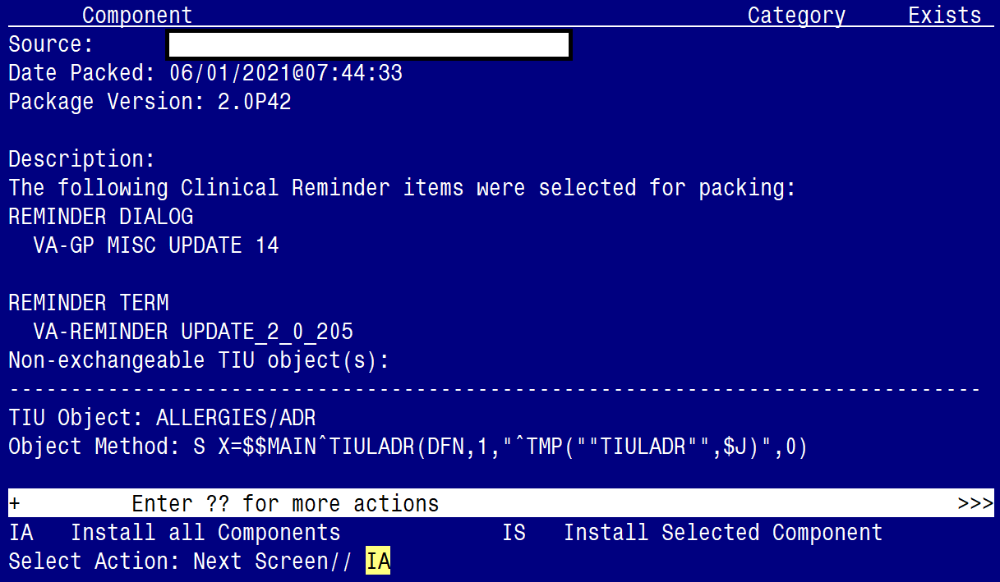 Component Category Exists
Source:
Date Packed: 06/01/2021@07:44:33
Package Version: 2.0P42
Description:
The following Clinical Reminder items were selected for packing:
REMINDER DIALOG
VA-GP MISC UPDATE 14
REMINDER TERM
VA-REMINDER UPDATE_2_0_205
Non-exchangeable TIU object(s):
-------------------------------------------------------------------------------
TIU Object: ALLERGIES/ADR
Object Method: S X=$$MAIN^TIULADR(DFN,1,"^TMP(""TIULADR"",$J)",0)
+ Enter ?? for more actions >>>
IA Install all Components IS Install Selected Component
Select Action: Next Screen// IA